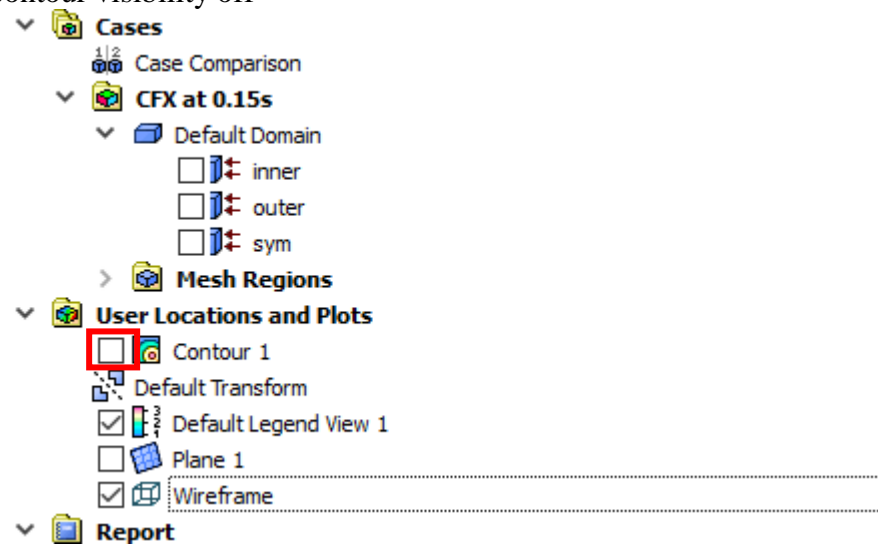 contour visibility off
Cases
Case Comparison
CFX at 0.15s
Default Domain
inner
outer
sym
Mesh Regions
User Locations and Plots
Contour 1
Default Transform
Default Legend View 1
Plane 1
Wireframe
Report